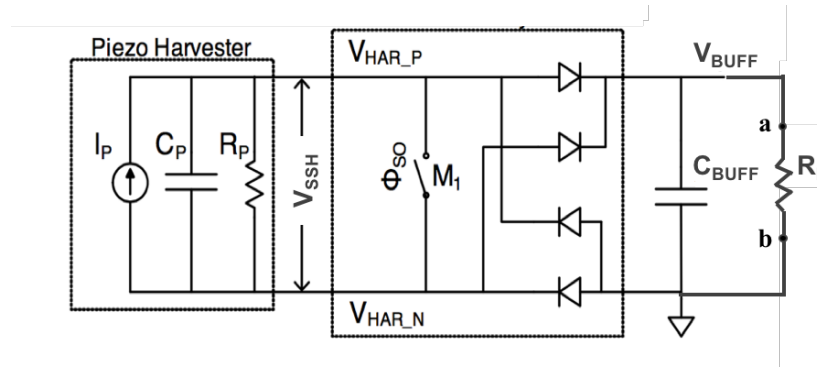 Piezo Harvester
V_HAR_P
V_BUFF
a
I_P
C_P
R_P
V_SSH
Φ_SO
M_1
C_BUFF
R
b
V_HAR_N